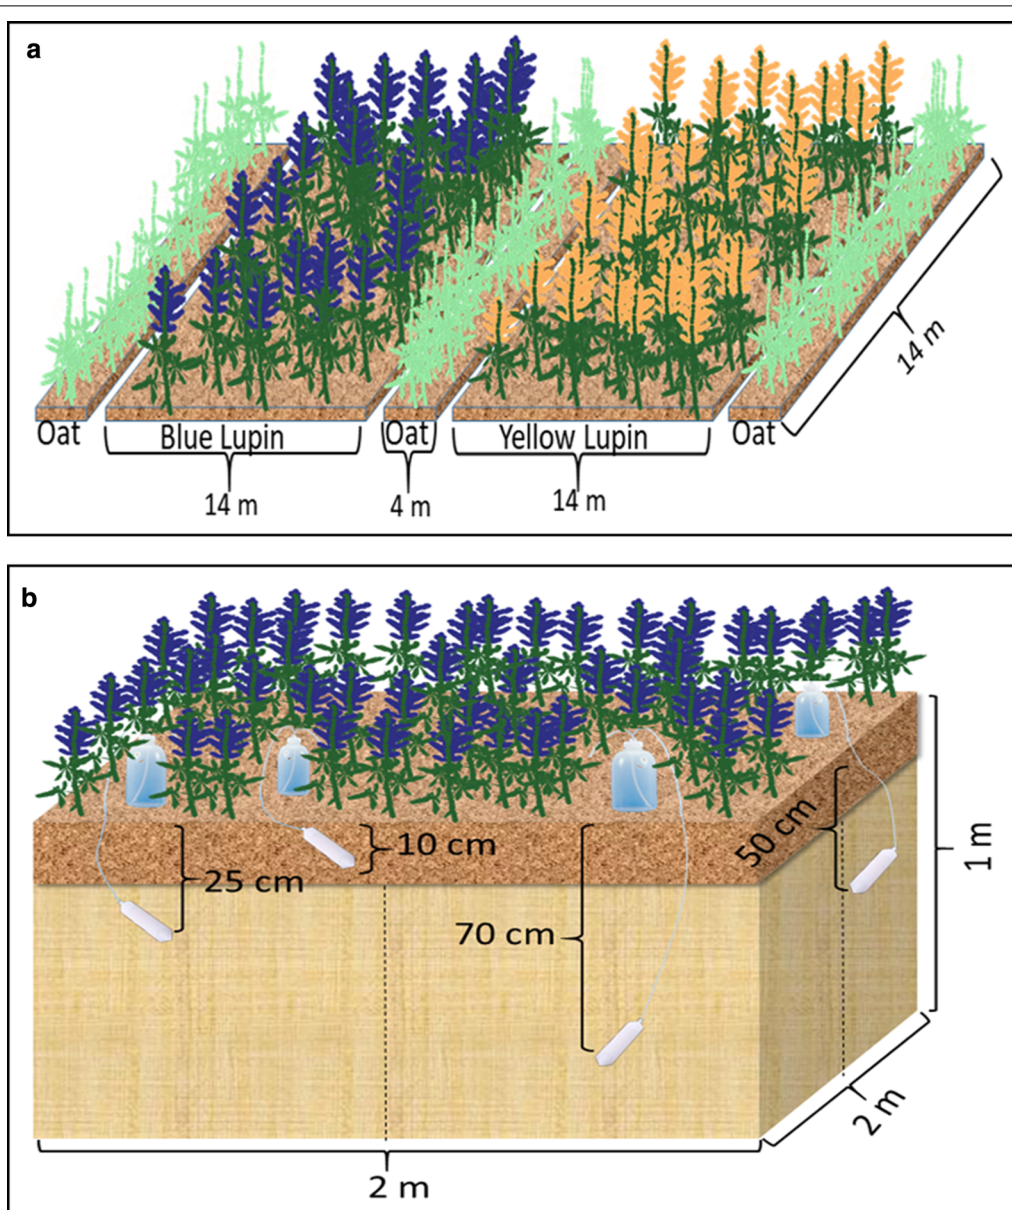 a
14 m
Oat
Blue Lupin
Oat
Yellow Lupin
Oat
14 m
4 m
14 m
b
10 cm
25 cm
50 cm
70 cm
1 m
2 m
2 m